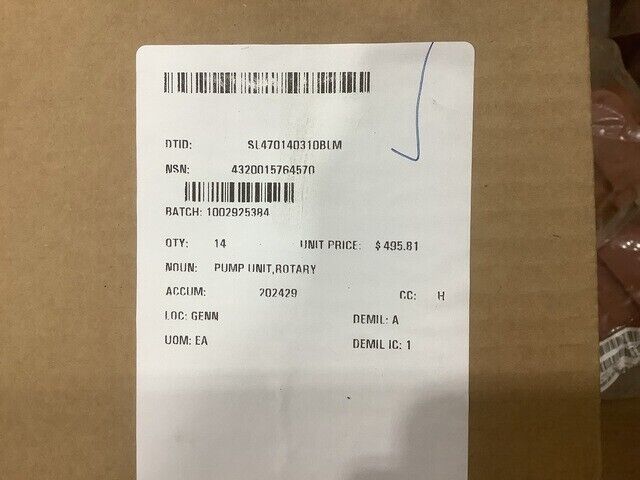 DTID: SL470140310BLM
NSN: 4320015764570
BATCH: 1002925384
QTY: 14 UNIT PRICE: $ 495.81
NOUN: PUMP UNIT,ROTARY
ACCUM: 202429 CC: H
LOC: GENN DEMIL: A
UOM: EA DEMIL IC: 1